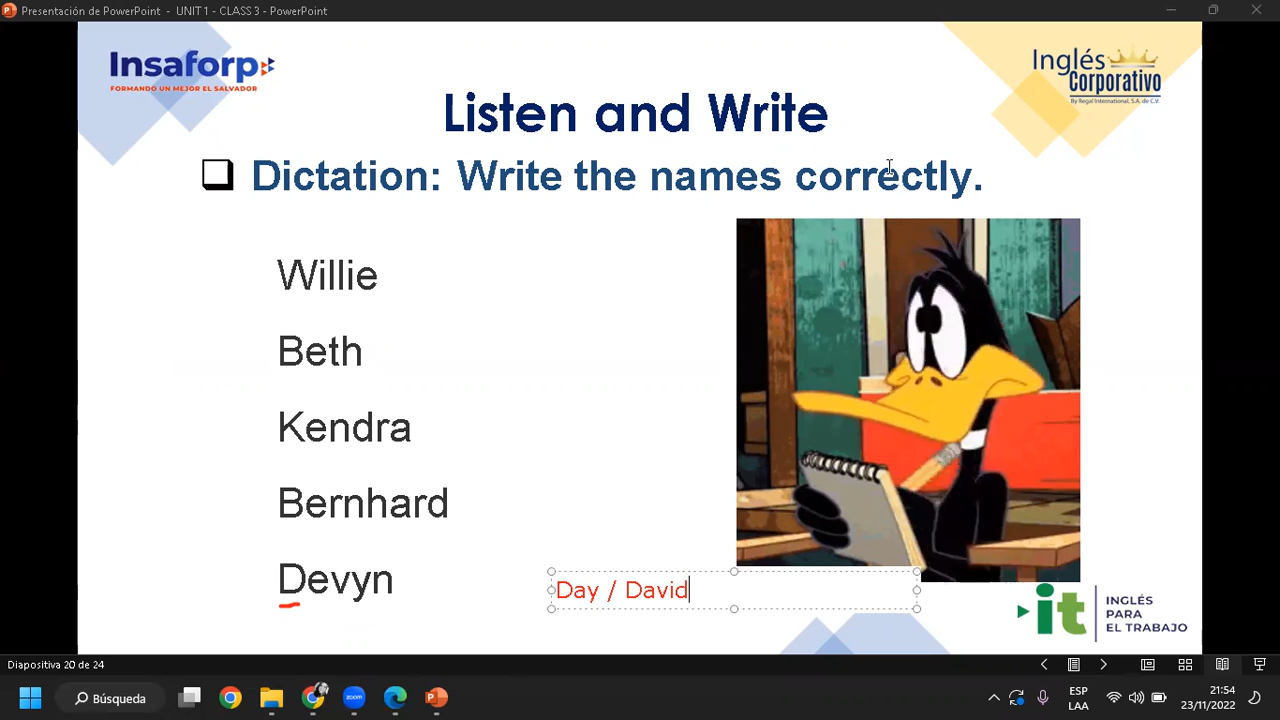 Presentación de PowerPoint - UNIT 1 - CLASS 3 - PowerPoint
Insaforp
FORMANDO UN MEJOR EL SALVADOR
Inglés
Corporativo
By Regal International, S.A. de C.V.
Listen and Write
Dictation: Write the names correctly.
Willie
Beth
Kendra
Bernhard
Devyn
Day / David
it
INGLÉS
PARA
EL TRABAJO
Diapositiva 20 de 24
Búsqueda
zoom
ESP
LAA
21:54
23/11/2022